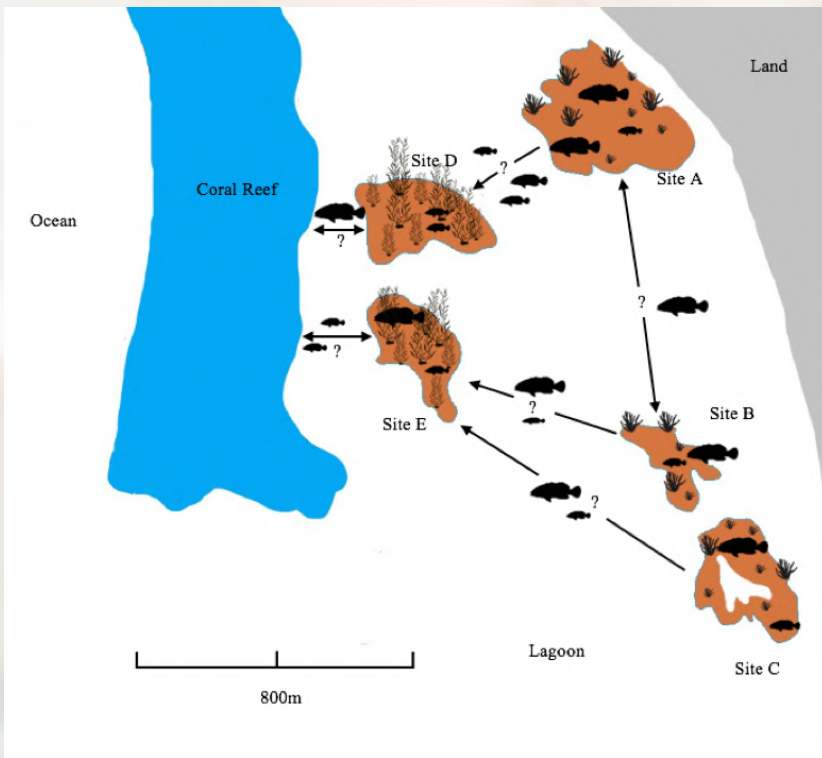 Land
Site D
?
Site A
Coral Reef
Ocean
?
?
?
Site B
?
Site E
?
Lagoon
Site C
800m